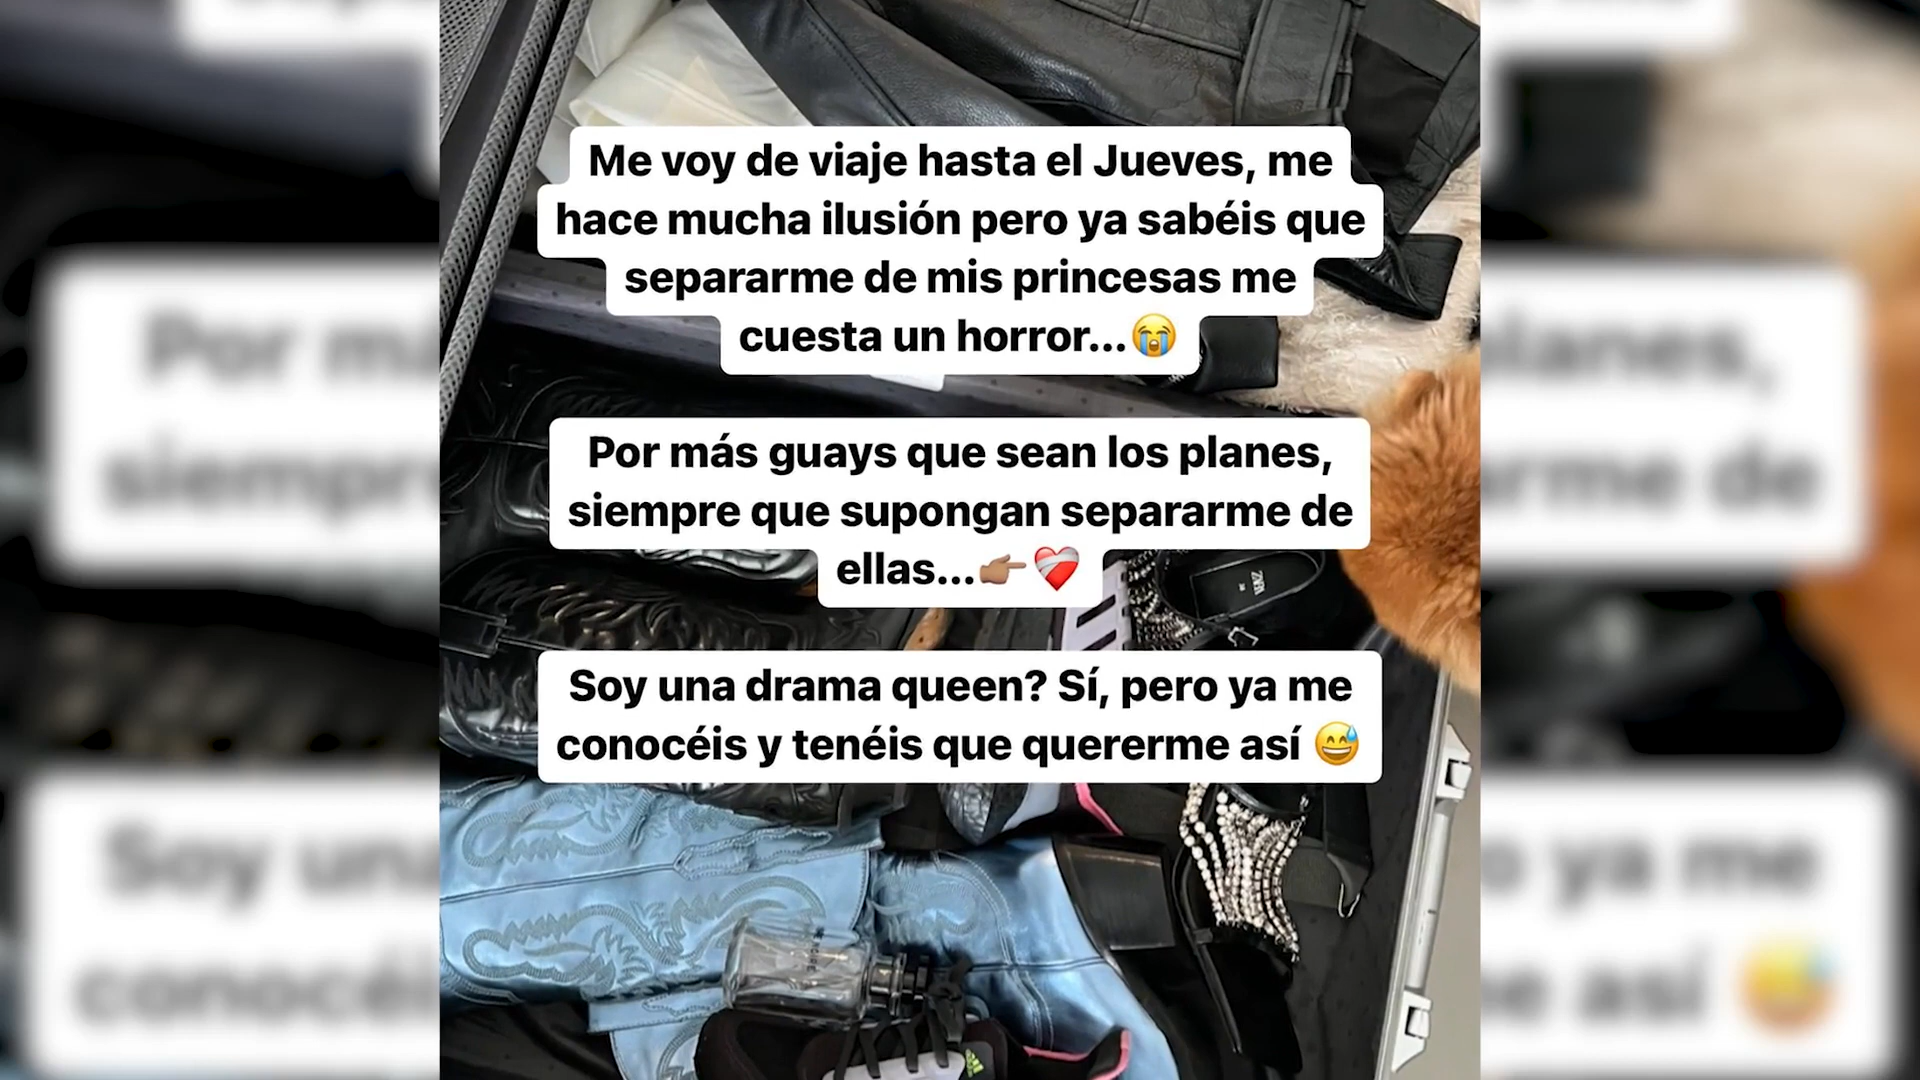 Me voy de viaje hasta el Jueves, me
hace mucha ilusión pero ya sabéis que
separarme de mis princesas me
cuesta un horror...😭
Por más guays que sean los planes,
siempre que supongan separarme de
ellas...👉🏽❤️‍🩹
Soy una drama queen? Sí, pero ya me
conocéis y tenéis que quererme así 😅